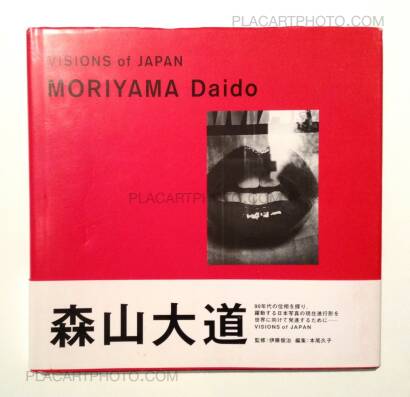 PLACARTPHOTO.COM
VISIONS of JAPAN
MORIYAMA Daido
PLACARTPHOTO.COM
森山大道
90年代の位相を探り
躍動する日本写真の現在進行形を
世界に向けて発進するために——
VISIONS of JAPAN
監修：伊藤俊治 編集：本尾久子
PLACARTPHOTO.COM